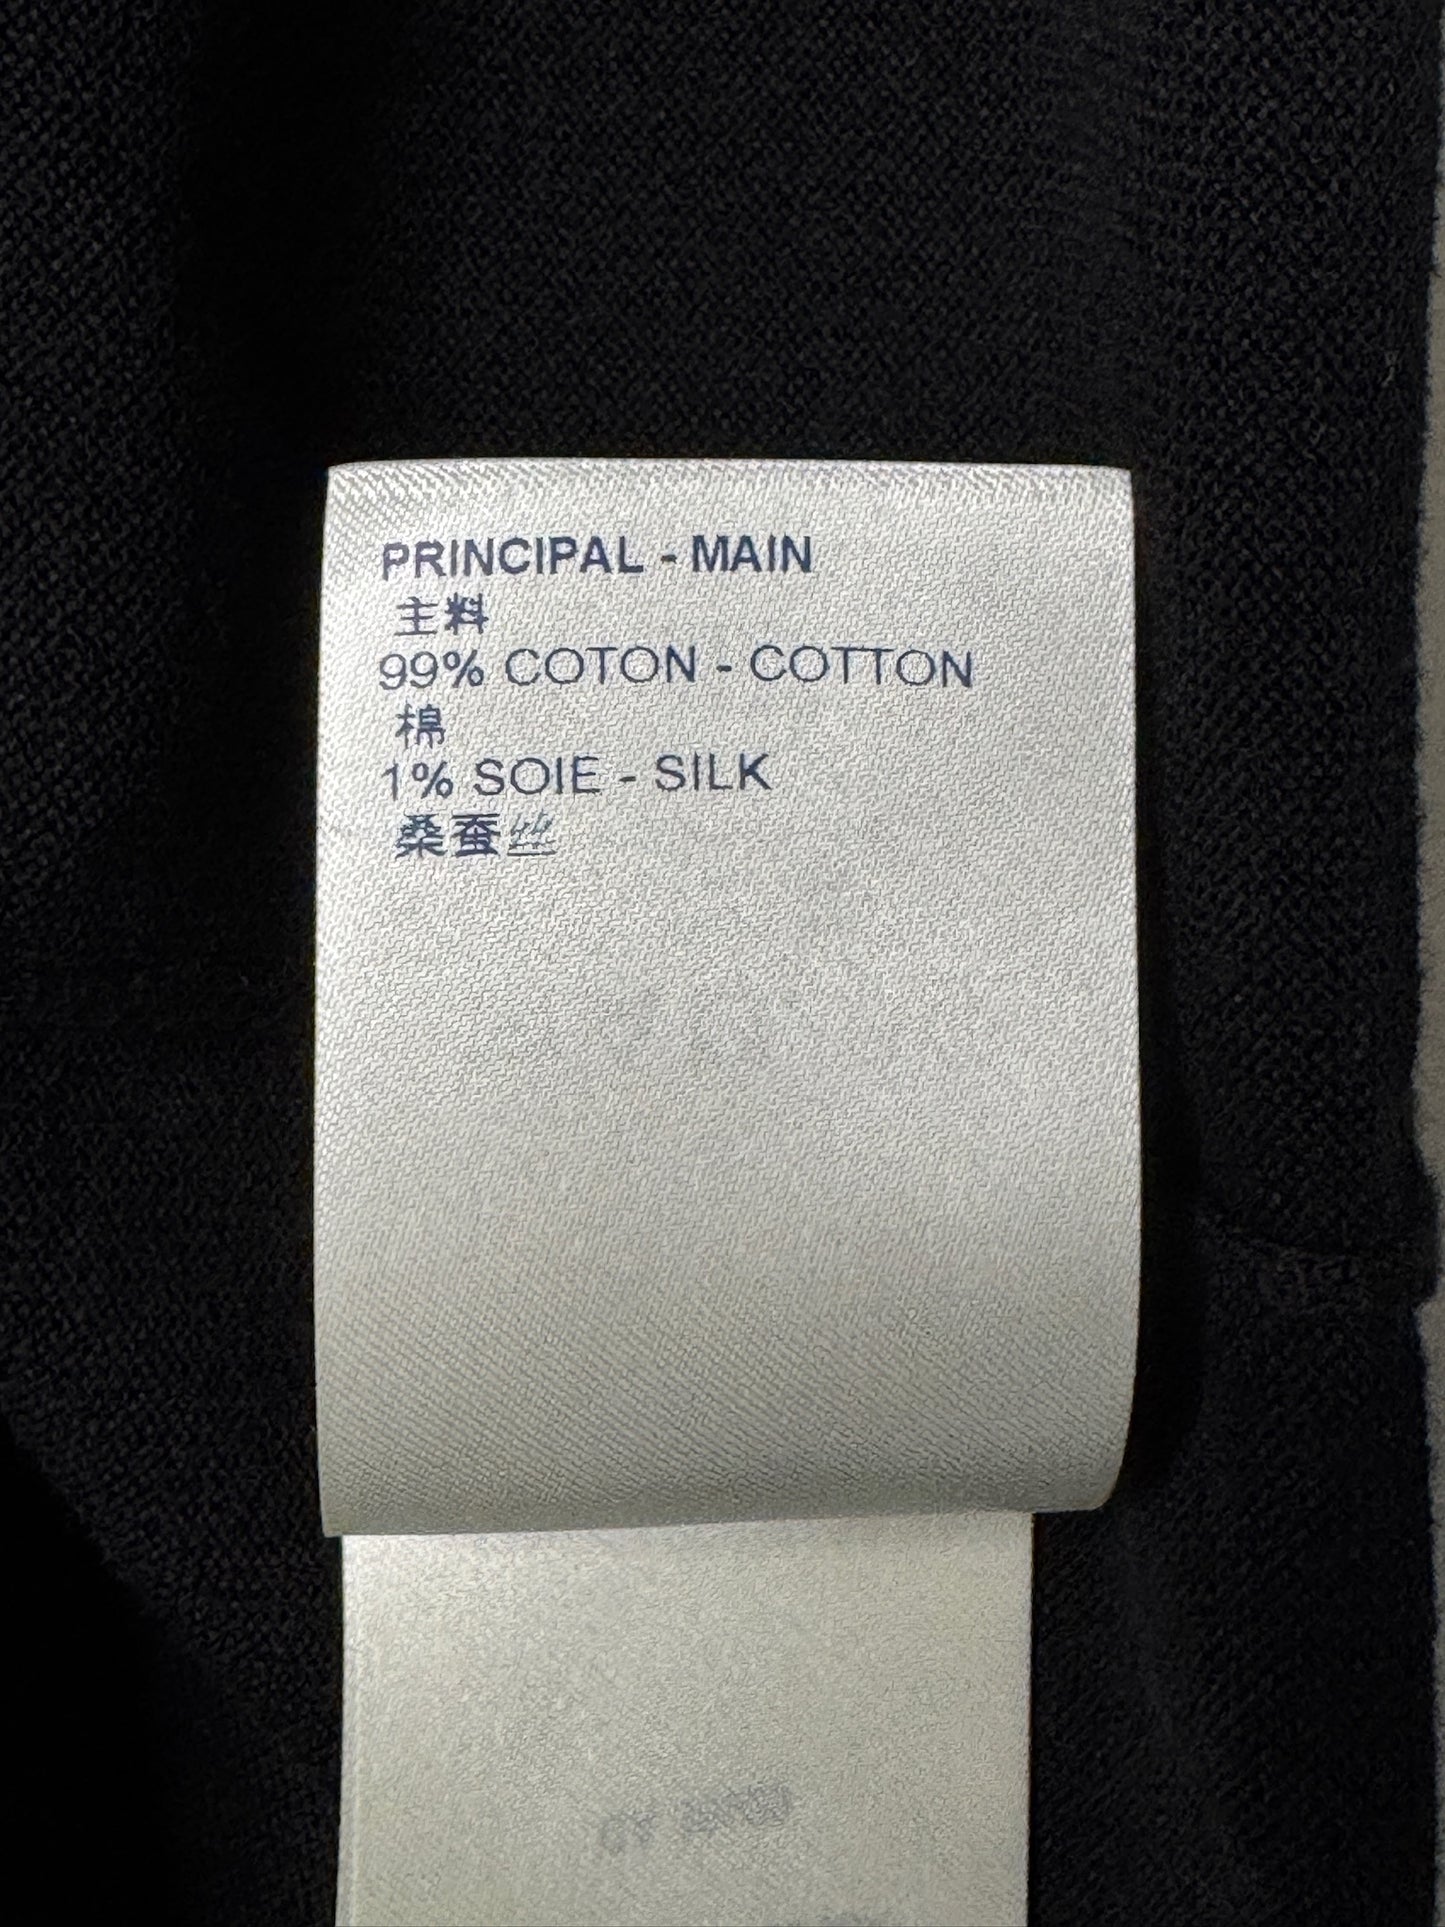 PRINCIPAL - MAIN
主料
99% COTON - COTTON
棉
1% SOIE - SILK
桑蚕丝